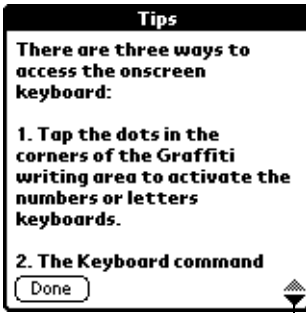 Tips
There are three ways to
access the onscreen
keyboard:
1. Tap the dots in the
corners of the Graffiti
writing area to activate the
numbers or letters
keyboards.
2. The Keyboard command
Done